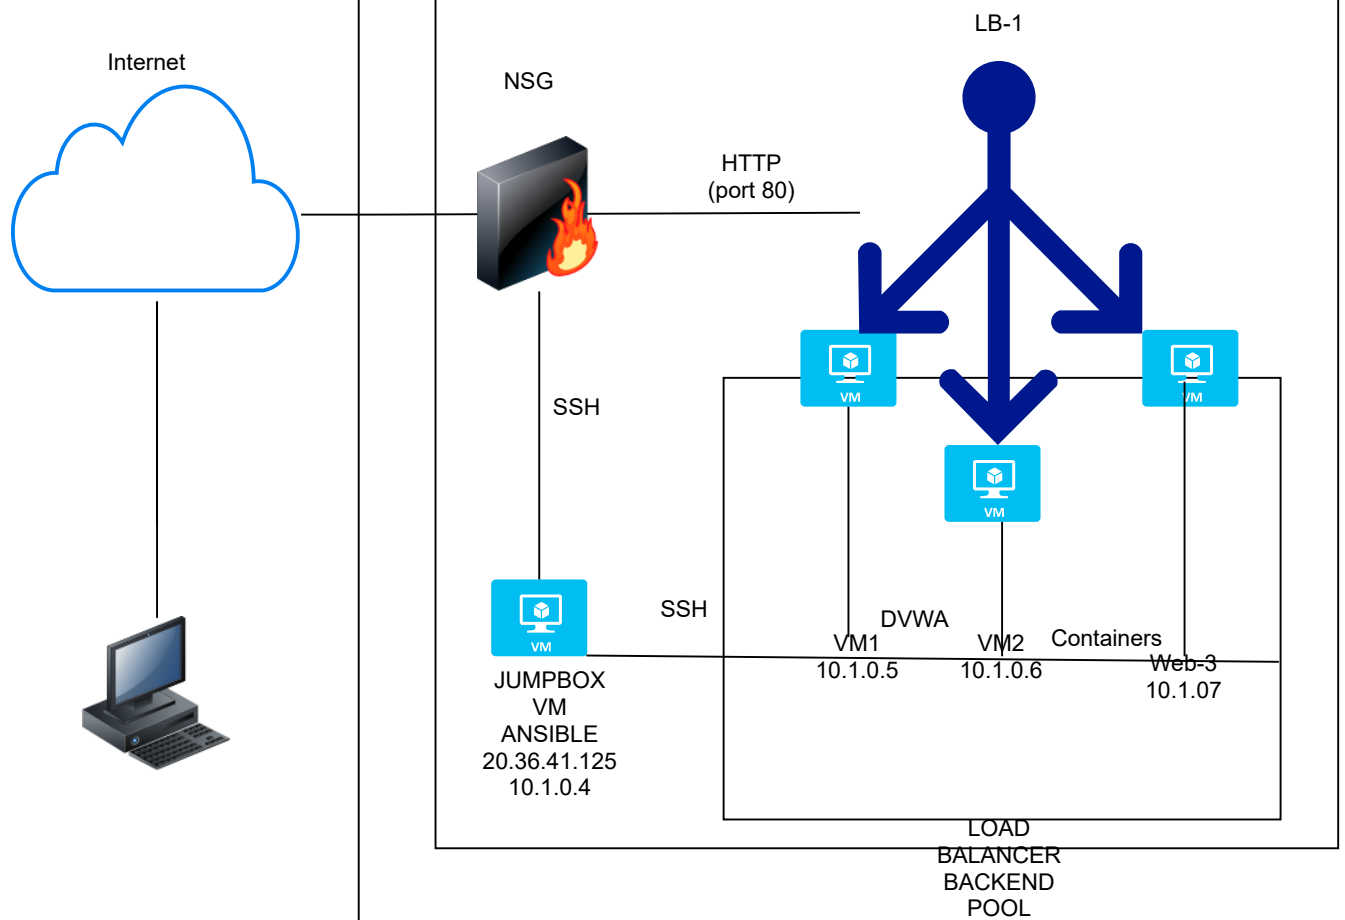 LB-1
Internet
NSG
HTTP
(port 80)
VM
VM
SSH
VM
SSH
DVWA
Containers
VM
VM1
10.1.0.5
VM2
10.1.0.6
Web-3
10.1.07
JUMPBOX
VM
ANSIBLE
20.36.41.125
10.1.0.4
LOAD
BALANCER
BACKEND
POOL